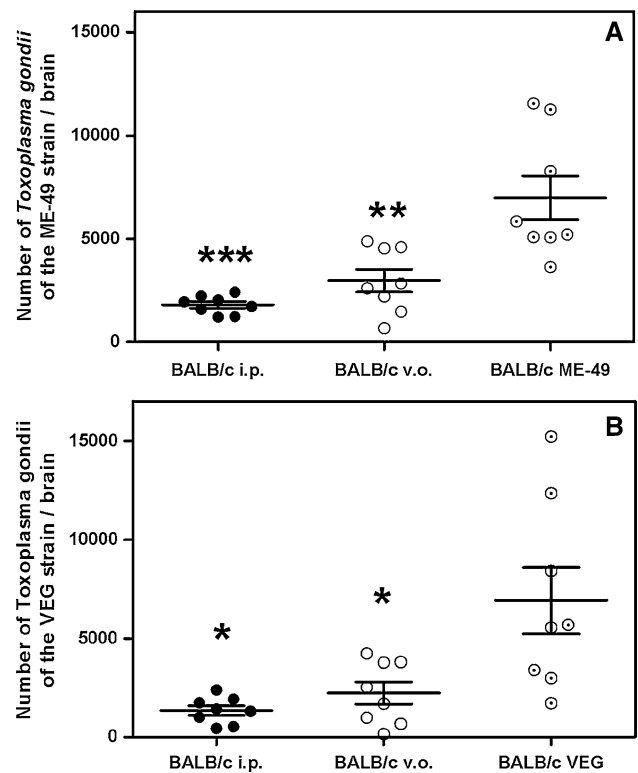 A
Number of Toxoplasma gondii
of the ME-49 strain / brain
15000
10000
5000
0
***
**
BALB/c i.p.
BALB/c v.o.
BALB/c ME-49
B
Number of Toxoplasma gondii
of the VEG strain / brain
15000
10000
5000
0
*
*
BALB/c i.p.
BALB/c v.o.
BALB/c VEG